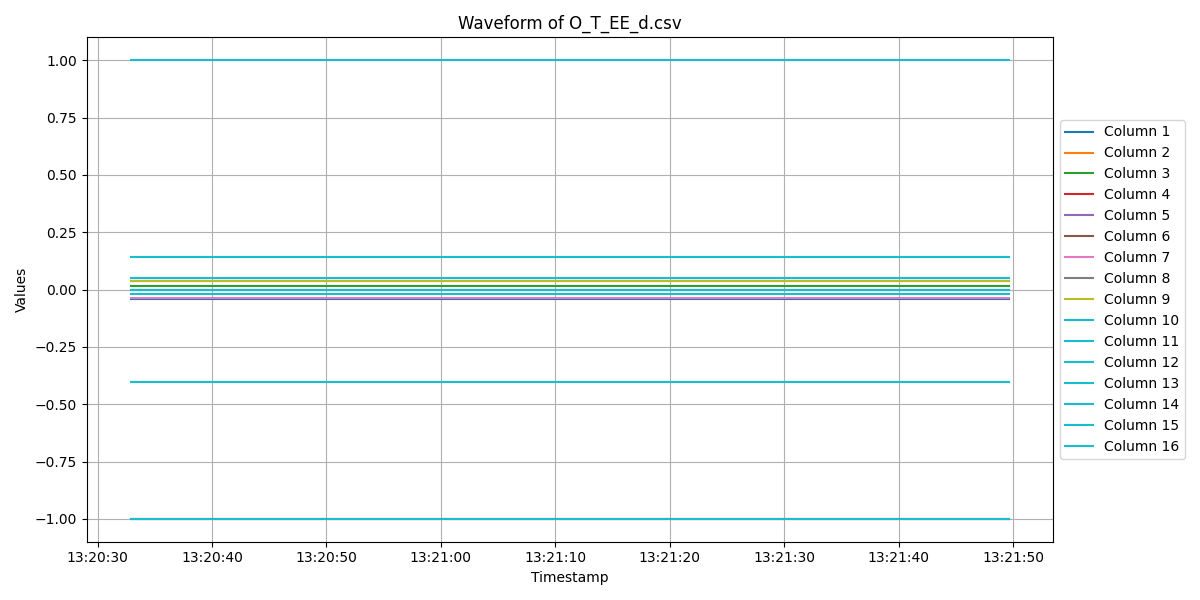 Waveform of O_T_EE_d.csv
1.00
0.75
0.50
0.25
0.00
−0.25
−0.50
−0.75
−1.00
Values
13:20:30 13:20:40 13:20:50 13:21:00 13:21:10 13:21:20 13:21:30 13:21:40 13:21:50
Timestamp
Column 1
Column 2
Column 3
Column 4
Column 5
Column 6
Column 7
Column 8
Column 9
Column 10
Column 11
Column 12
Column 13
Column 14
Column 15
Column 16